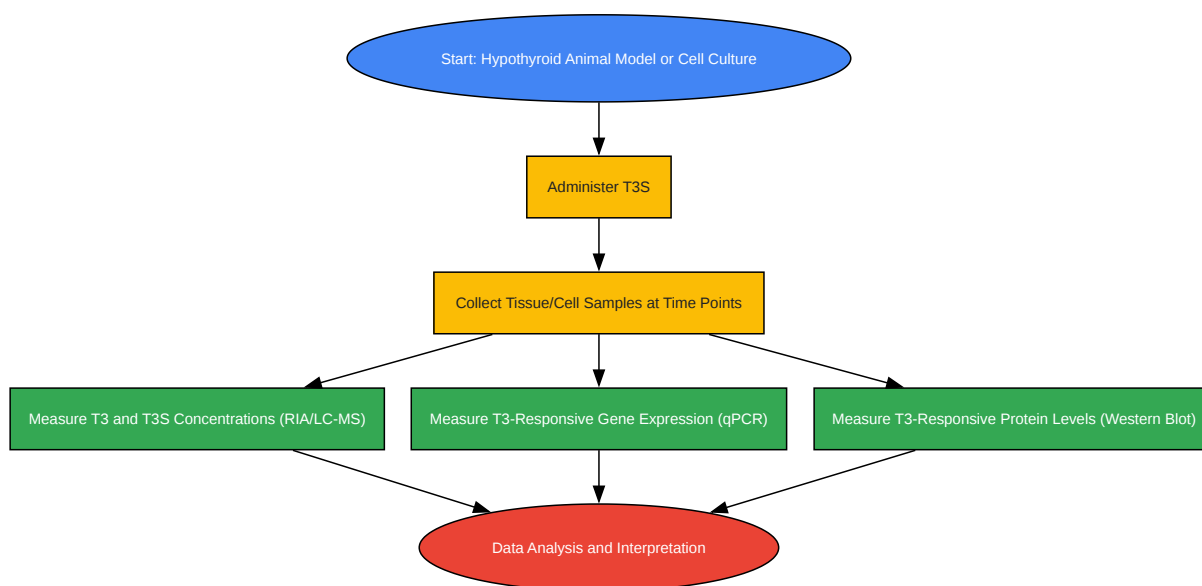 Start: Hypothyroid Animal Model or Cell Culture
Administer T3S
Collect Tissue/Cell Samples at Time Points
Measure T3 and T3S Concentrations (RIA/LC-MS)
Measure T3-Responsive Gene Expression (qPCR)
Measure T3-Responsive Protein Levels (Western Blot)
Data Analysis and Interpretation